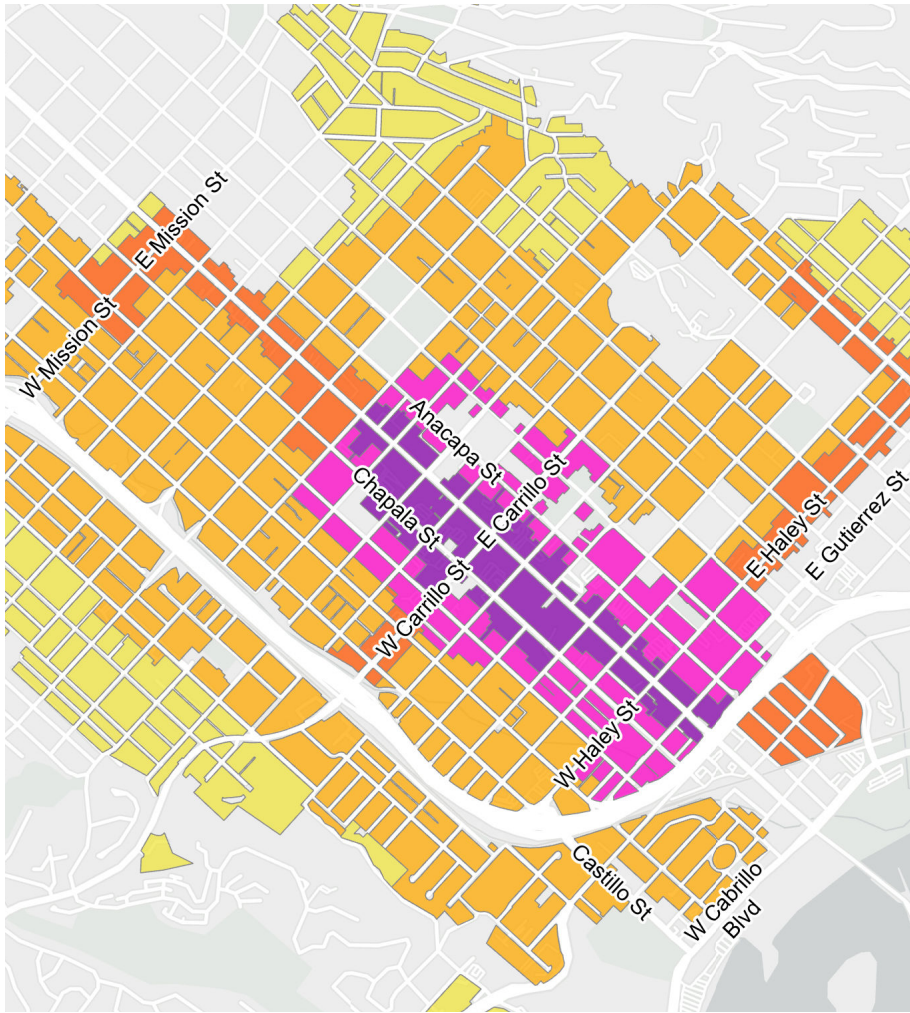 E Mission St
W Mission St
Anacapa St
Chapala St
E Carrillo St
W Carrillo St
E Haley St
E Gutierrez St
W Haley St
Castillo St
W Cabrillo
Blvd